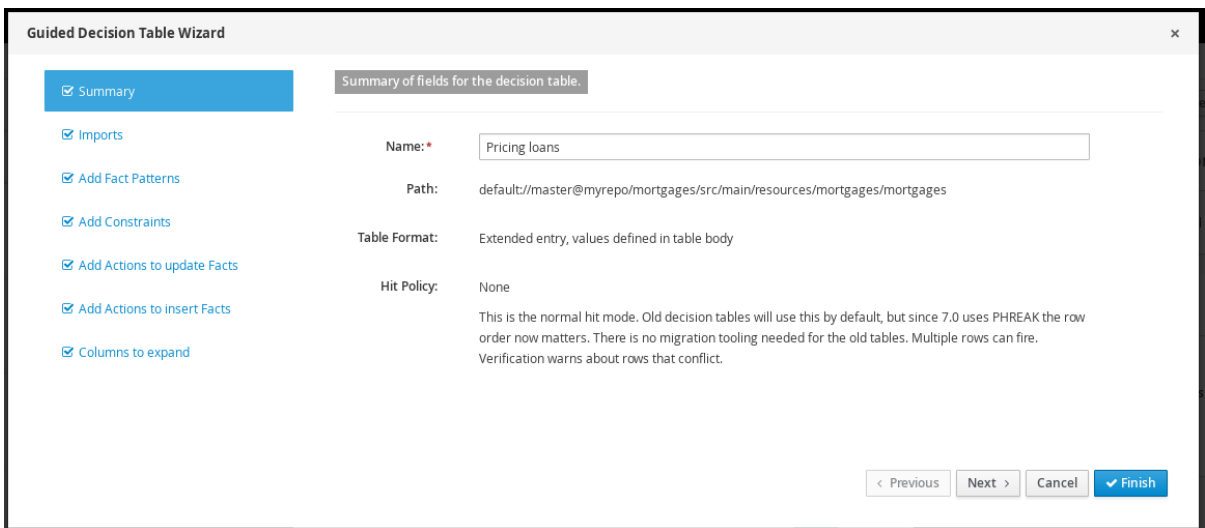 Guided Decision Table Wizard
×
Summary
Imports
Add Fact Patterns
Add Constraints
Add Actions to update Facts
Add Actions to insert Facts
Columns to expand
Summary of fields for the decision table.
Name:* Pricing loans
Path: default://master@myrepo/mortgages/src/main/resources/mortgages/mortgages
Table Format: Extended entry, values defined in table body
Hit Policy: None
This is the normal hit mode. Old decision tables will use this by default, but since 7.0 uses PHREAK the row
order now matters. There is no migration tooling needed for the old tables. Multiple rows can fire.
Verification warns about rows that conflict.
< Previous Next > Cancel Finish